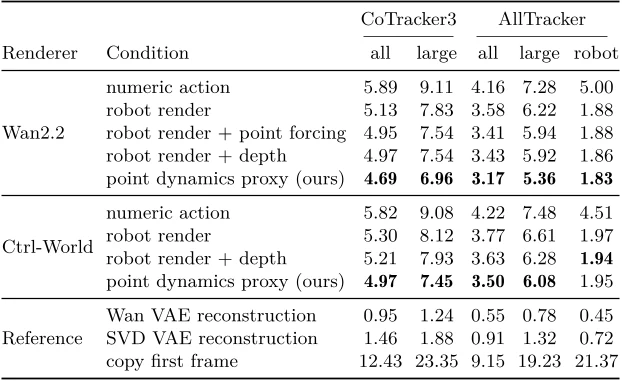 CoTracker3 AllTracker
Renderer Condition all large all large robot
numeric action 5.89 9.11 4.16 7.28 5.00
robot render 5.13 7.83 3.58 6.22 1.88
Wan2.2 robot render + point forcing 4.95 7.54 3.41 5.94 1.88
robot render + depth 4.97 7.54 3.43 5.92 1.86
point dynamics proxy (ours) 4.69 6.96 3.17 5.36 1.83
numeric action 5.82 9.08 4.22 7.48 4.51
robot render 5.30 8.12 3.77 6.61 1.97
Ctrl-World
robot render + depth 5.21 7.93 3.63 6.28 1.94
point dynamics proxy (ours) 4.97 7.45 3.50 6.08 1.95
Wan VAE reconstruction 0.95 1.24 0.55 0.78 0.45
Reference SVD VAE reconstruction 1.46 1.88 0.91 1.32 0.72
copy first frame 12.43 23.35 9.15 19.23 21.37